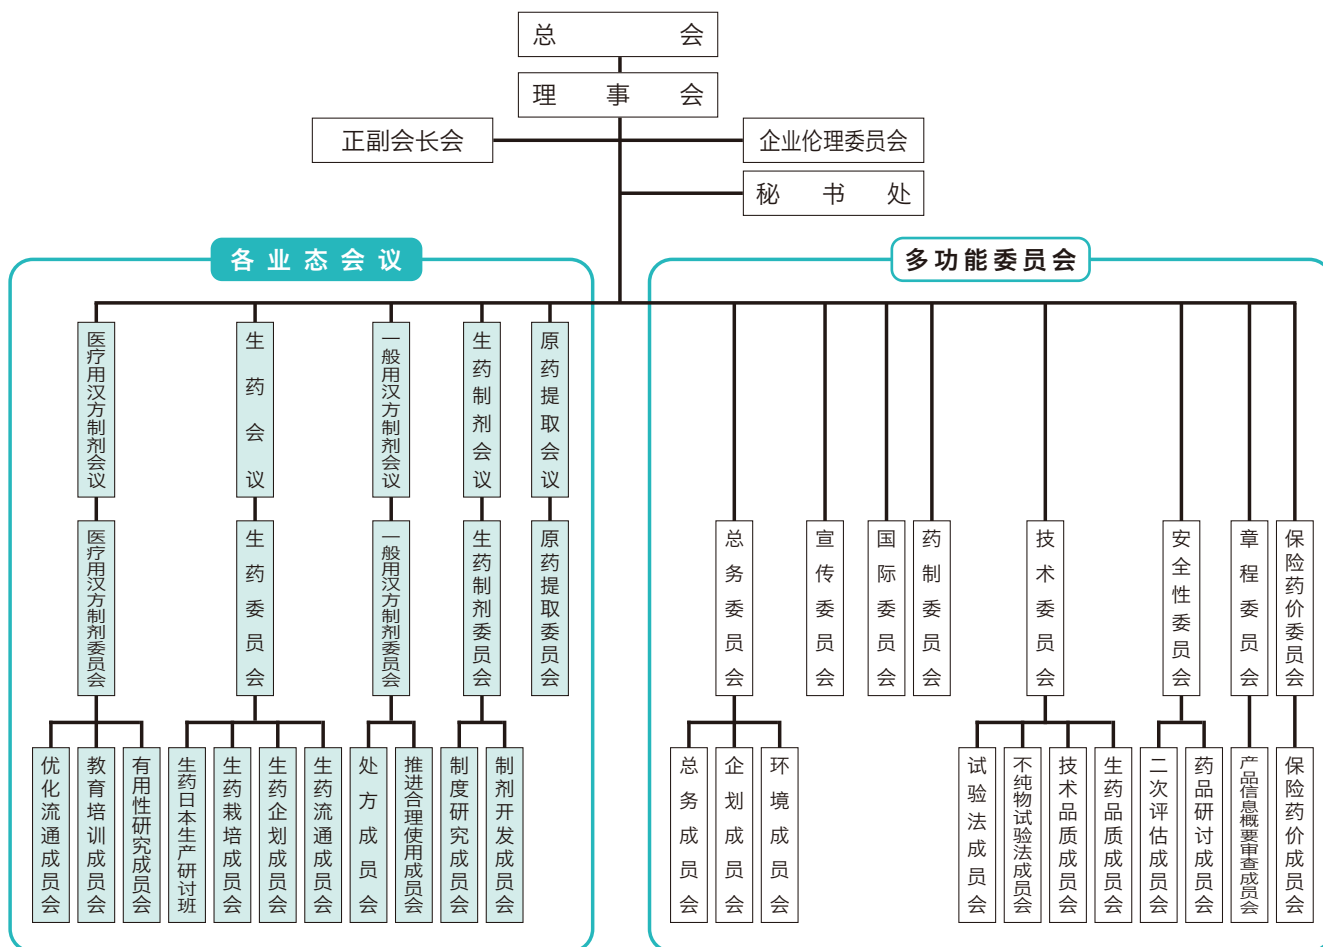 总会
理事会
正副会长会
企业伦理委员会
秘书处
各业态会议
多功能委员会
医疗用汉方制剂会议
生药会议
一般用汉方制剂会议
生药制剂会议
原药提取会议
医疗用汉方制剂委员会
生药委员会
一般用汉方制剂委员会
生药制剂委员会
原药提取委员会
总务委员会
宣传委员会
国际委员会
药制委员会
技术委员会
安全性委员会
章程委员会
保险药价委员会
优化流通成员会
教育培训成员会
有用性研究成员会
生药日本生产研讨班
生药栽培成员会
生药企划成员会
生药流通成员会
处方成员会
推进合理使用成员会
制度研究成员会
制剂开发成员会
总务成员会
企划成员会
环境成员会
试验法成员会
不纯物试验法成员会
技术品质成员会
生药品质成员会
二次评估成员会
药品研讨成员会
产品信息概要审查成员会
保险药价成员会